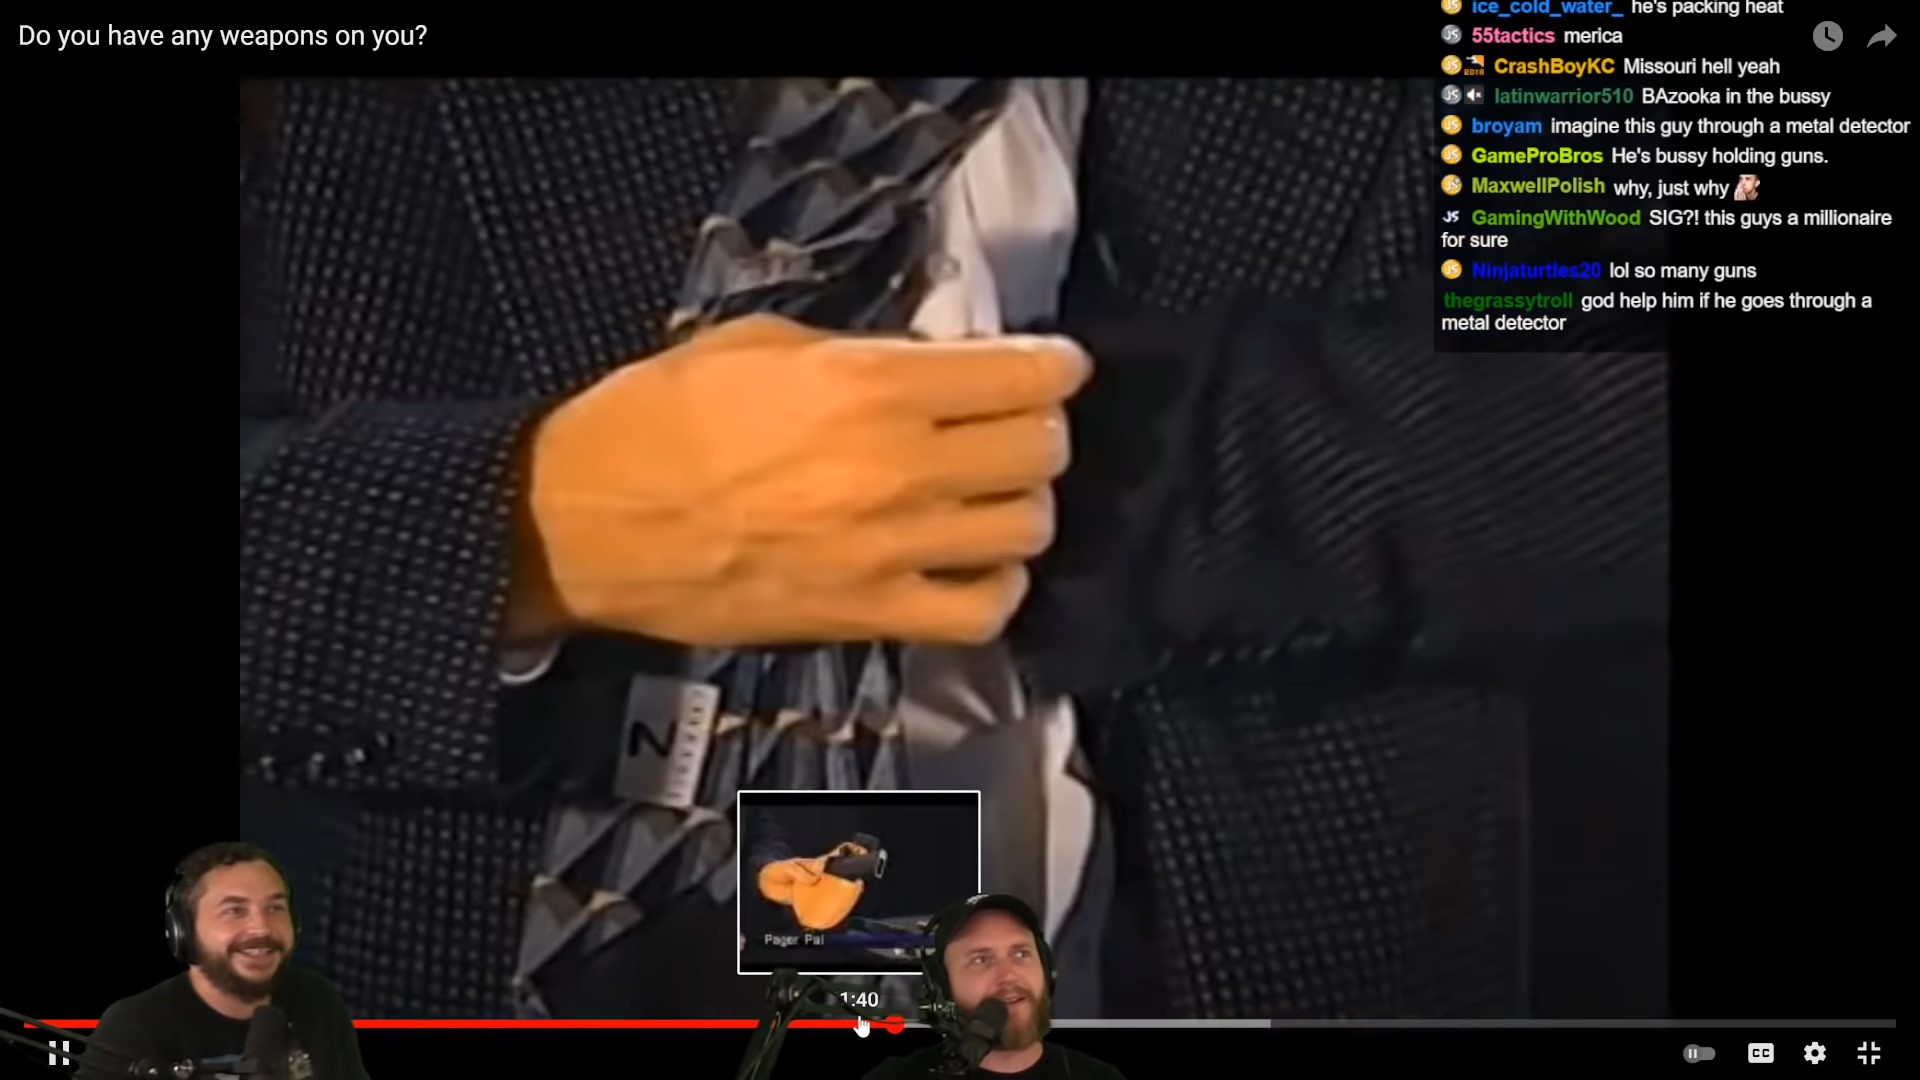 Do you have any weapons on you?
ice_cold_water_ he's packing heat
55tactics merica
CrashBoyKC Missouri hell yeah
latinwarrior510 BAzooka in the bussy
broyam imagine this guy through a metal detector
GameProBros He's bussy holding guns.
MaxwellPolish why, just why
GamingWithWood SIG?! this guys a millionaire
for sure
Ninjaturtles20 lol so many guns
thegrassytroll god help him if he goes through a
metal detector
N
Pager Pal
1:40
CC